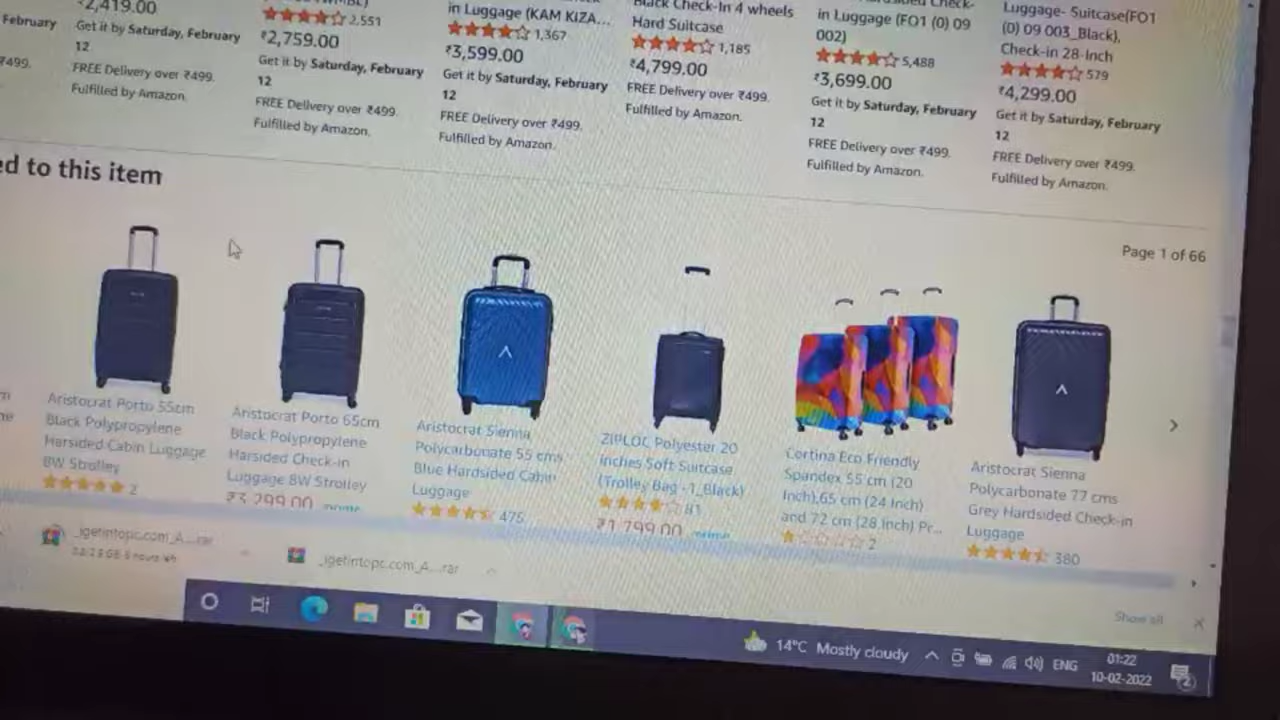 2,419.00
Get it by Saturday, February
12
FREE Delivery over ₹499.
Fulfilled by Amazon.
2,551
₹2,759.00
Get it by Saturday, February
12
FREE Delivery over ₹499.
Fulfilled by Amazon.
in Luggage (KAM KIZA...
1,367
₹3,599.00
Get it by Saturday, February
12
FREE Delivery over ₹499.
Fulfilled by Amazon.
Black Check-In 4 wheels
Hard Suitcase
1,185
₹4,799.00
FREE Delivery over ₹499.
Fulfilled by Amazon.
in Luggage (FO1 (0) 09
002)
5,488
₹3,699.00
Get it by Saturday, February
12
FREE Delivery over ₹499.
Fulfilled by Amazon.
Luggage- Suitcase(FO1
(0) 09 003_Black),
Check-in 28-Inch
579
₹4,299.00
Get it by Saturday, February
12
FREE Delivery over ₹499.
Fulfilled by Amazon.
February
₹499.
ed to this item
Page 1 of 66
Aristocrat Porto 55cm
Black Polypropylene
Harsided Cabin Luggage
8W Strolley
2
Aristocrat Porto 65cm
Black Polypropylene
Harsided Check-in
Luggage 8W Strolley
₹3,299.00 prime
Aristocrat Sienna
Polycarbonate 55 cms
Blue Hardsided Cabin
Luggage
475
ZIPLOC Polyester 20
inches Soft Suitcase
(Trolley Bag -1_Black)
81
₹1,799.00 prime
Cortina Eco Friendly
Spandex 55 cm (20
Inch),65 cm (24 Inch)
and 72 cm (28 Inch) Pr...
2
Aristocrat Sienna
Polycarbonate 77 cms
Grey Hardsided Check-in
Luggage
380
_igetintopc.com_A....rar
_igetintopc.com_A....rar
Show all
14°C Mostly cloudy
ENG
01:22
10-02-2022
2